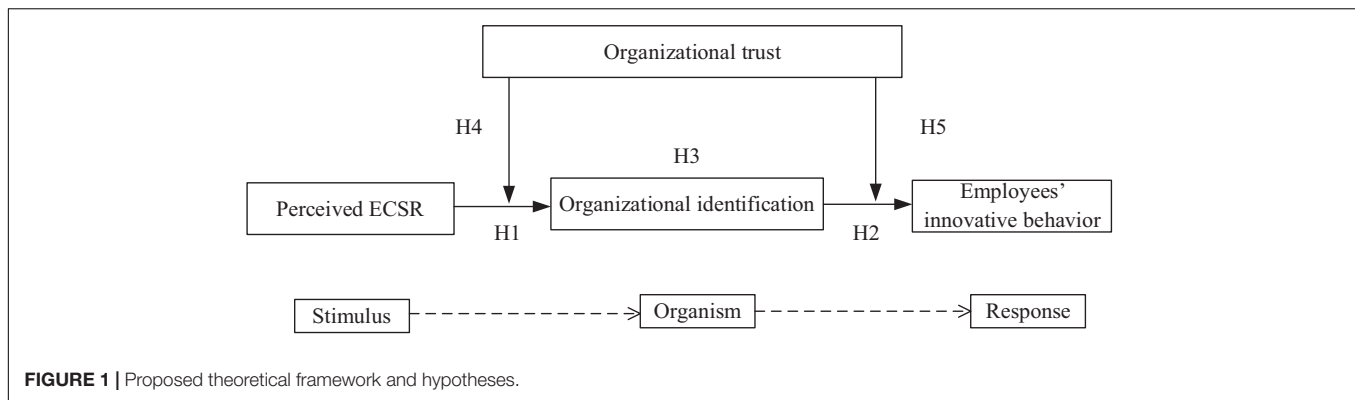 Organizational trust
H4
H5
H3
Perceived ECSR
Organizational identification
Employees'
innovative behavior
H1
H2
Stimulus
Organism
Response
FIGURE 1 | Proposed theoretical framework and hypotheses.